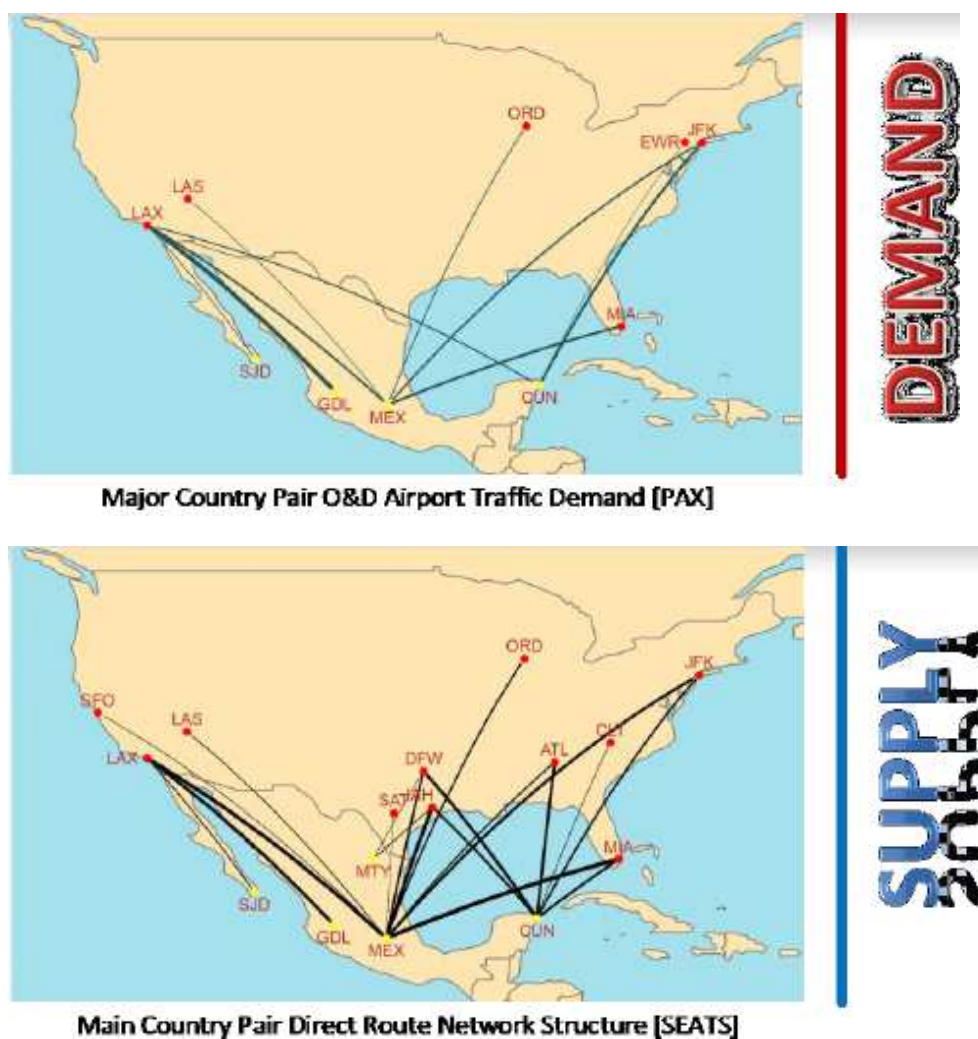 ORD
EWR JFK
LAS
LAX
MIA
SJD
GDL MEX CUN
DEMAND
Major Country Pair O&D Airport Traffic Demand [PAX]
ORD
JFK
SFO
LAS
LAX DFW ATL
SAT
MTY MIA
SJD
GDL MEX CUN
SUPPLY
Main Country Pair Direct Route Network Structure [SEATS]